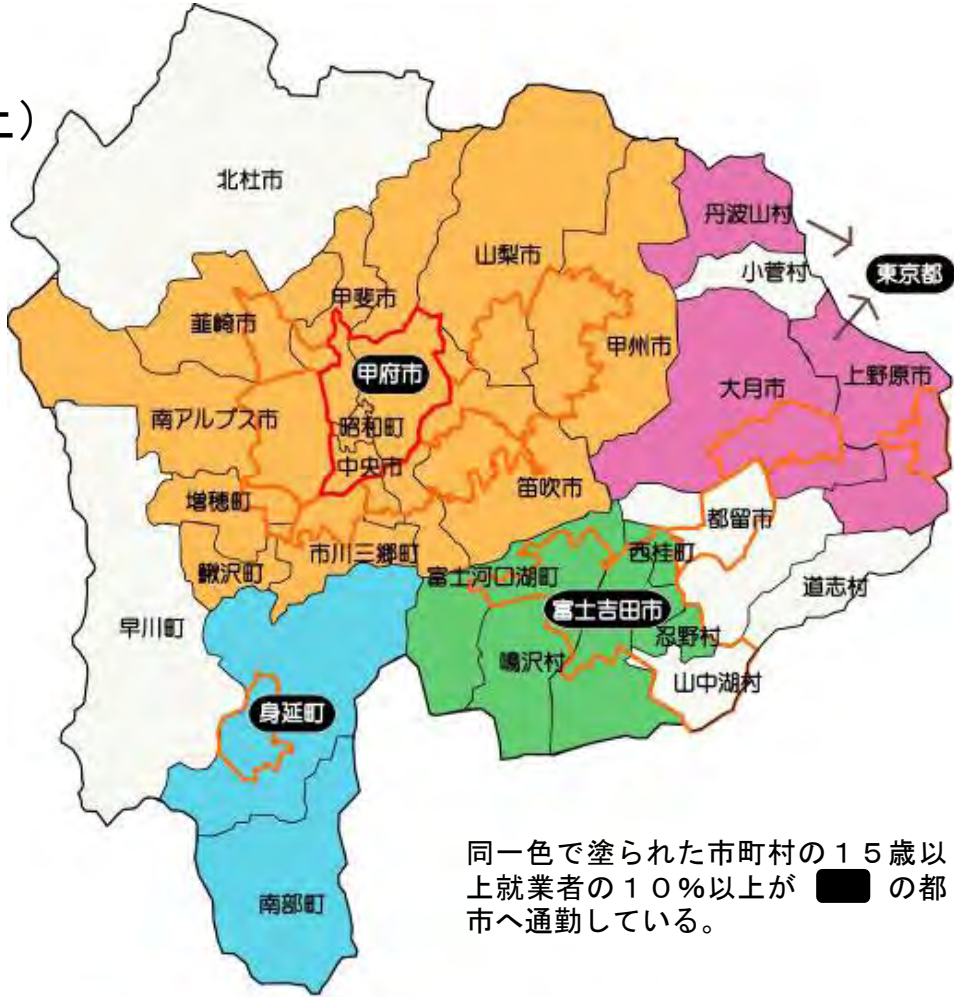 上）
北杜市
丹波山村
山梨市
小菅村
東京都
甲斐市
韮崎市
甲州市
甲府市
大月市
上野原市
南アルプス市
昭和町
中央市
笛吹市
増穂町
都留市
市川三郷町
西桂町
鰍沢町
富士河口湖町
道志村
富士吉田市
早川町
忍野村
鳴沢村
山中湖村
身延町
南部町
同一色で塗られた市町村の１５歳以
上就業者の１０％以上が の都
市へ通勤している。